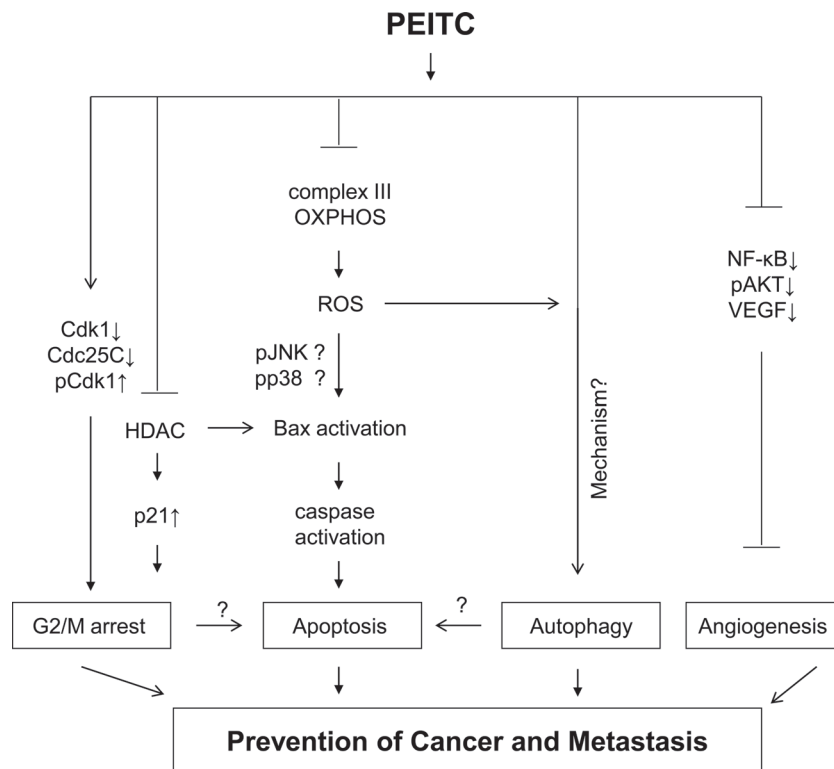 PEITC
complex III
OXPHOS
NF-κB↓
pAKT↓
VEGF↓
ROS
Cdk1↓
Cdc25C↓
pCdk1↑
pJNK ?
pp38 ?
Mechanism?
HDAC
Bax activation
p21↑
caspase
activation
?
?
G2/M arrest
Apoptosis
Autophagy
Angiogenesis
Prevention of Cancer and Metastasis